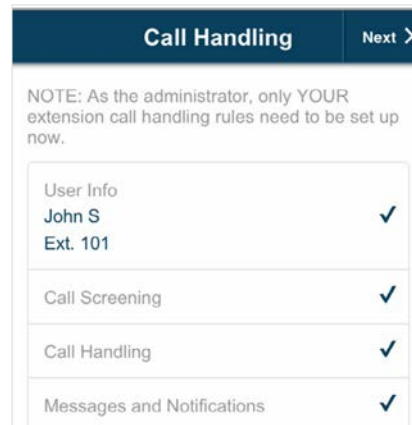 Call Handling
Next
NOTE: As the administrator, only YOUR
extension call handling rules need to be set up
now.
User Info
John S
Ext. 101
Call Screening
Call Handling
Messages and Notifications